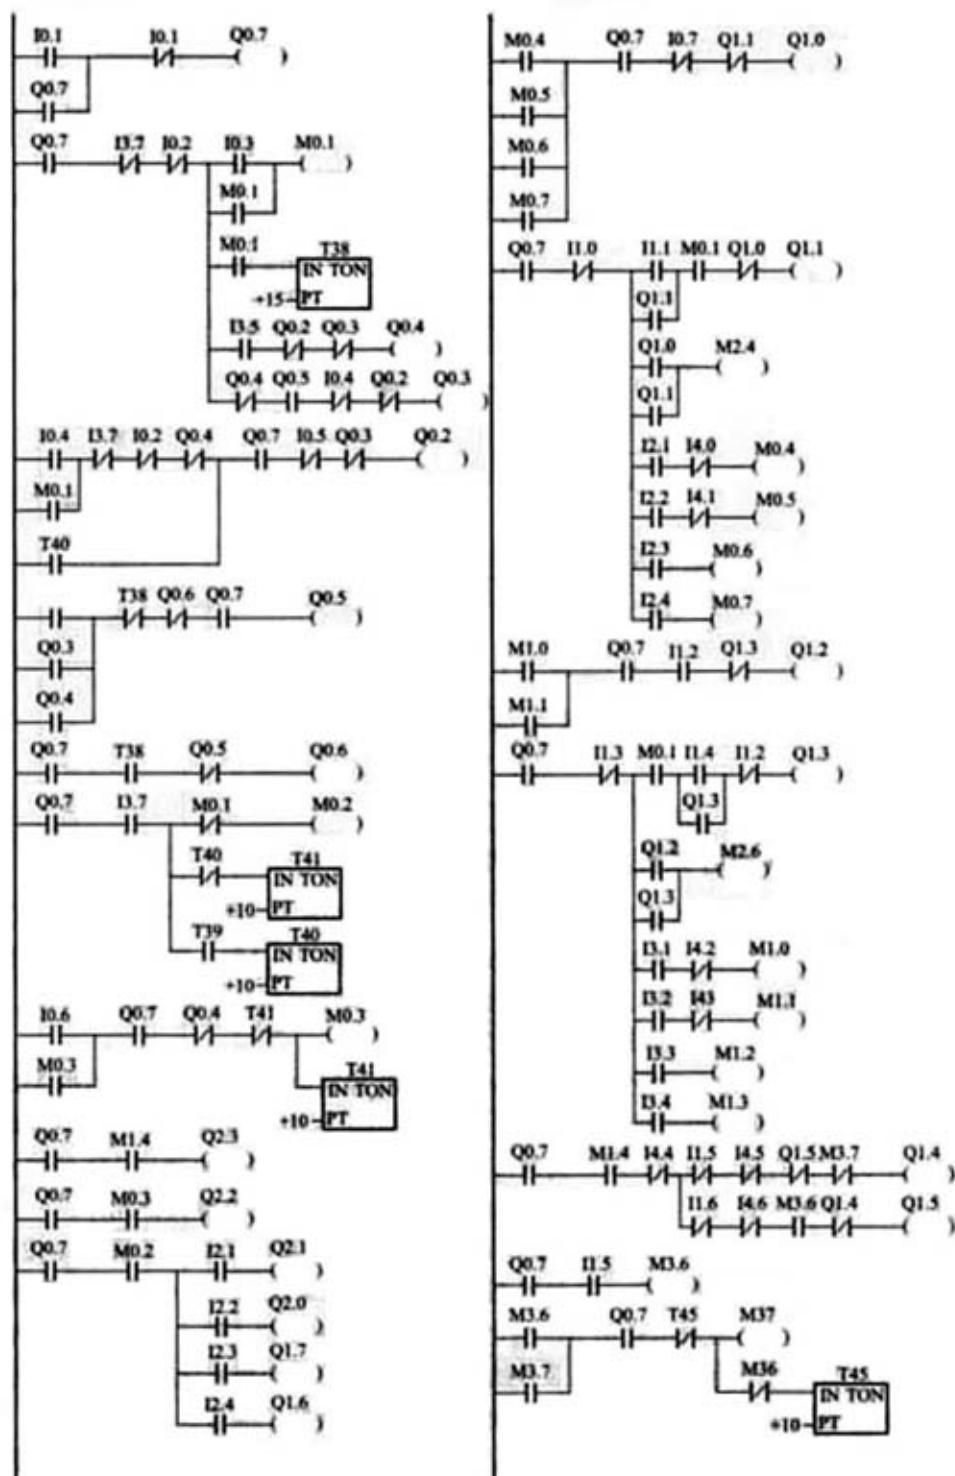 I0.1 I0.1 Q0.7
Q0.7
Q0.7 I3.7 I0.2 I0.3 M0.1
M0.1
M0.1 T38
IN TON
+15 PT
I3.5 Q0.2 Q0.3 Q0.4
Q0.4 Q0.5 I0.4 Q0.2 Q0.3
I0.4 I3.7 I0.2 Q0.4 Q0.7 I0.5 Q0.3 Q0.2
M0.1
T40
T38 Q0.6 Q0.7 Q0.5
Q0.3
Q0.4
Q0.7 T38 Q0.5 Q0.6
Q0.7 I3.7 M0.1 M0.2
T40 T41
IN TON
+10 PT
T39 T40
IN TON
+10 PT
I0.6 Q0.7 Q0.4 T41 M0.3
M0.3 T41
IN TON
+10 PT
Q0.7 M1.4 Q2.3
Q0.7 M0.3 Q2.2
Q0.7 M0.2 I2.1 Q2.1
I2.2 Q2.0
I2.3 Q1.7
I2.4 Q1.6
M0.4 Q0.7 I0.7 Q1.1 Q1.0
M0.5
M0.6
M0.7
Q0.7 I1.0 I1.1 M0.1 Q1.0 Q1.1
Q1.1
Q1.0 M2.4
Q1.1
I2.1 I4.0 M0.4
I2.2 I4.1 M0.5
I2.3 M0.6
I2.4 M0.7
M1.0 Q0.7 I1.2 Q1.3 Q1.2
M1.1
Q0.7 I1.3 M0.1 I1.4 I1.2 Q1.3
Q1.3
Q1.2 M2.6
Q1.3
I3.1 I4.2 M1.0
I3.2 I43 M1.1
I3.3 M1.2
I3.4 M1.3
Q0.7 M1.4 I4.4 I1.5 I4.5 Q1.5 M3.7 Q1.4
I1.6 I4.6 M3.6 Q1.4 Q1.5
Q0.7 I1.5 M3.6
M3.6 Q0.7 T45 M37
M3.7 M36 T45
IN TON
+10 PT